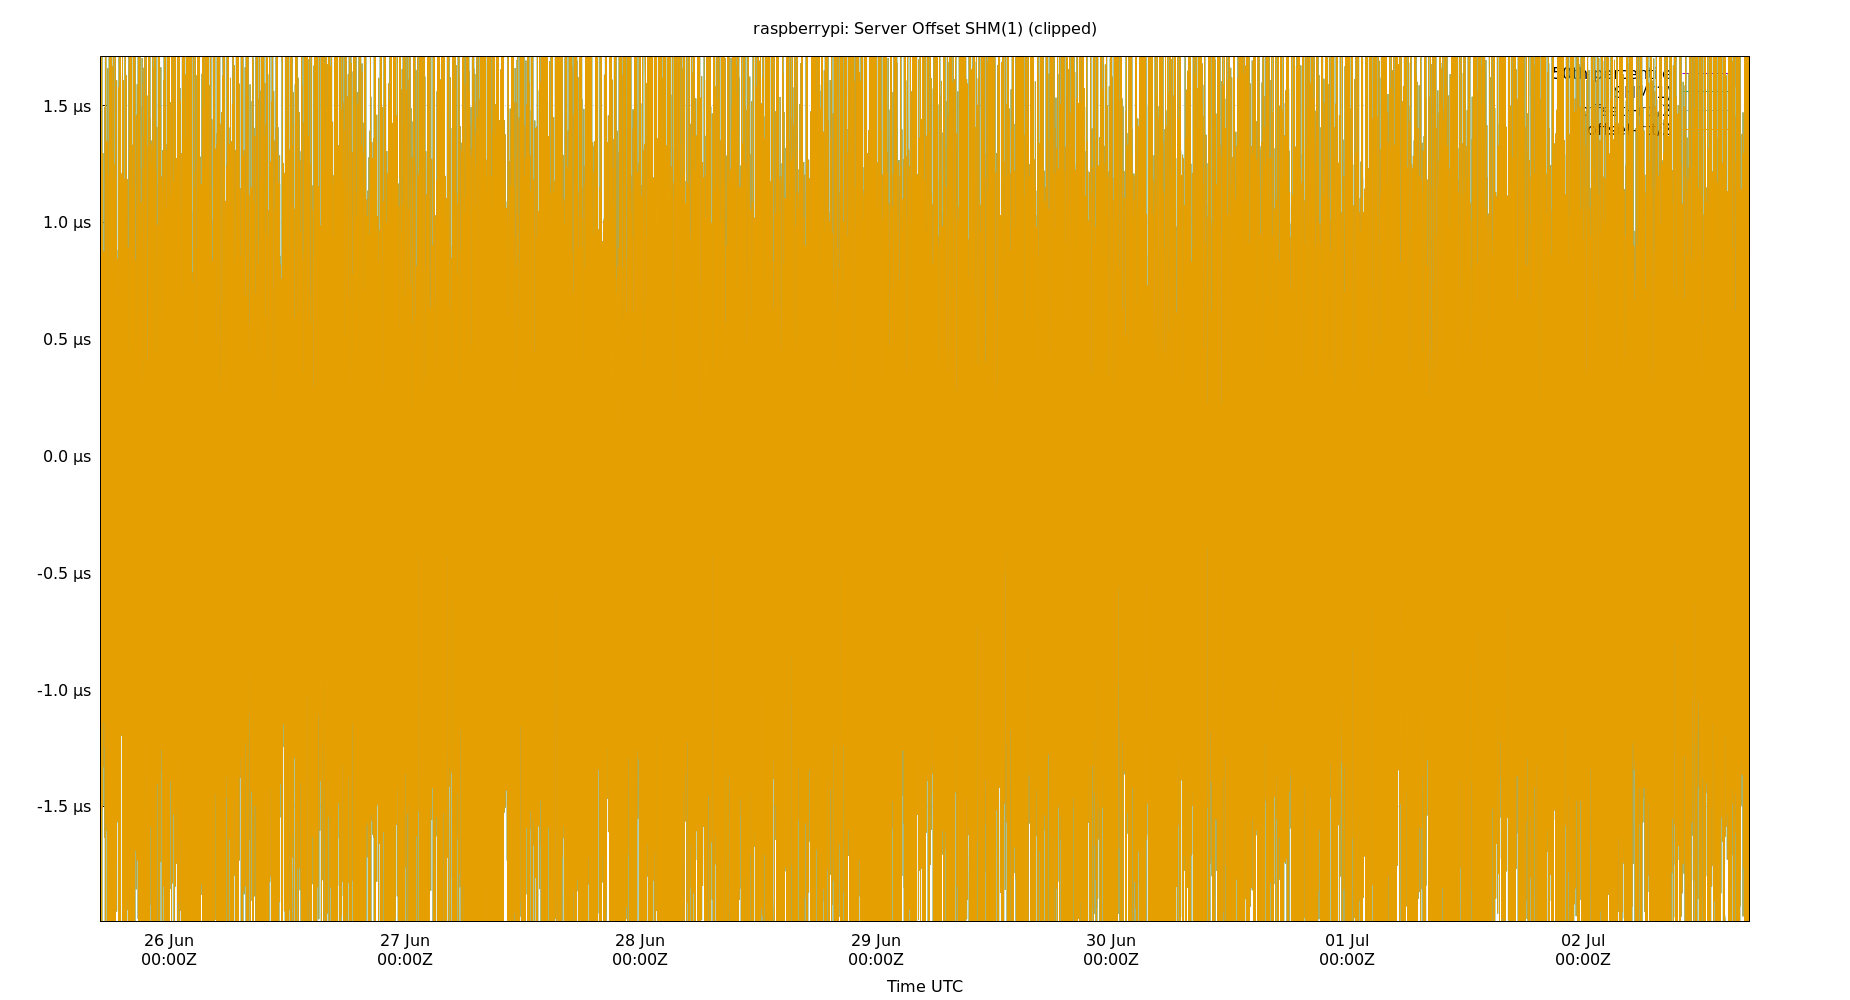 raspberrypi: Server Offset SHM(1) (clipped)
50th percentile
1.5 µs
1.0 µs
0.5 µs
0.0 µs
-0.5 µs
-1.0 µs
-1.5 µs
26 Jun 27 Jun 28 Jun 29 Jun 30 Jun 01 Jul 02 Jul
00:00Z 00:00Z 00:00Z 00:00Z 00:00Z 00:00Z 00:00Z
Time UTC